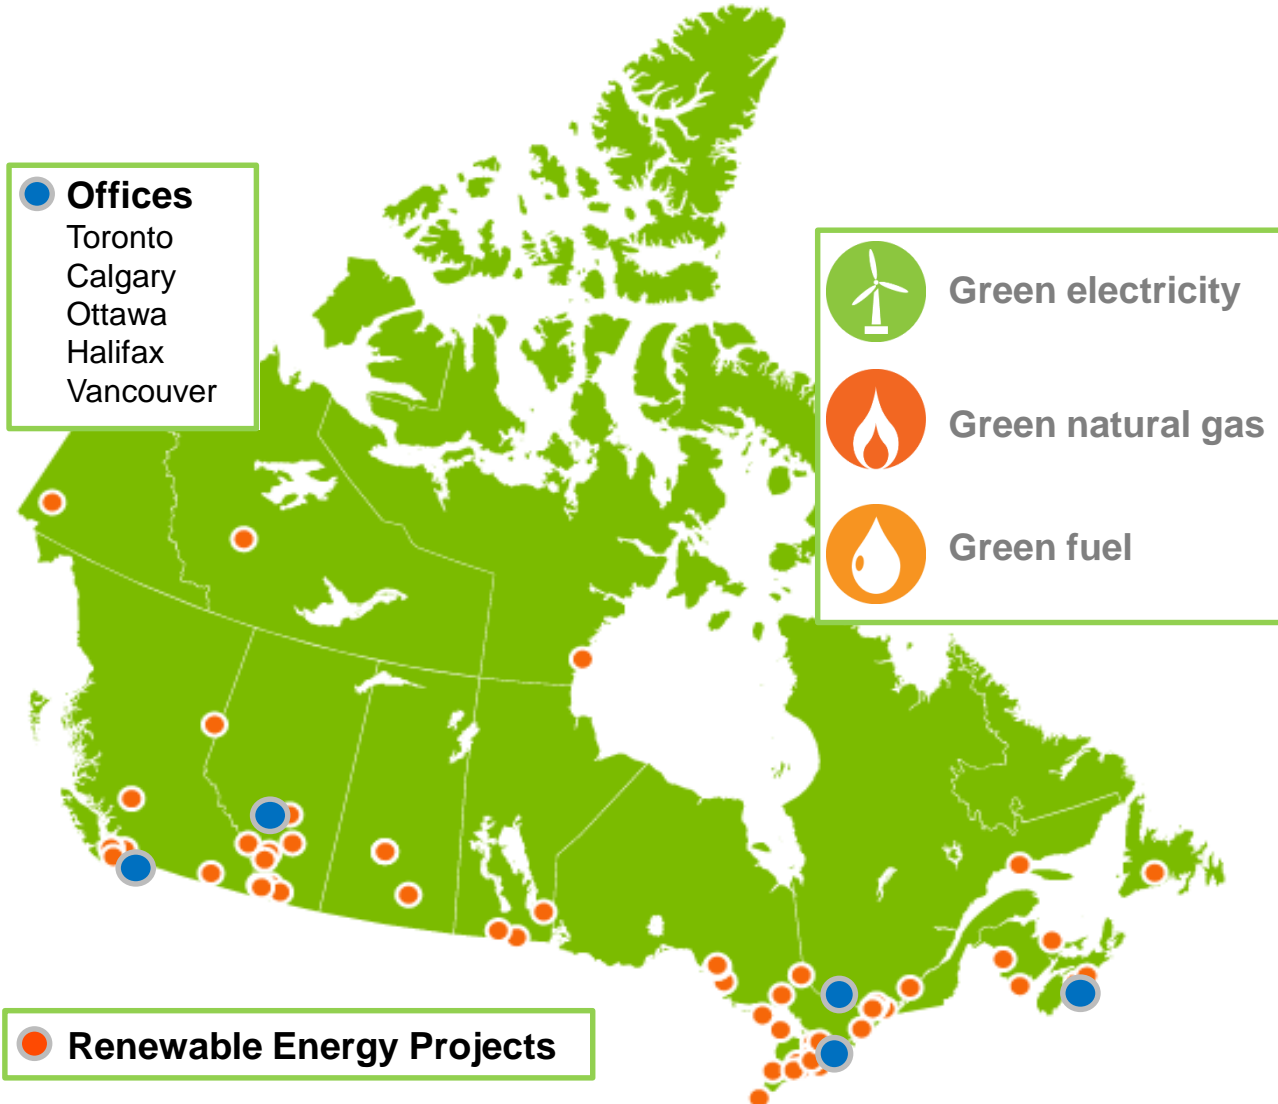 Offices
Toronto
Calgary
Ottawa
Halifax
Vancouver
Green electricity
Green natural gas
Green fuel
Renewable Energy Projects